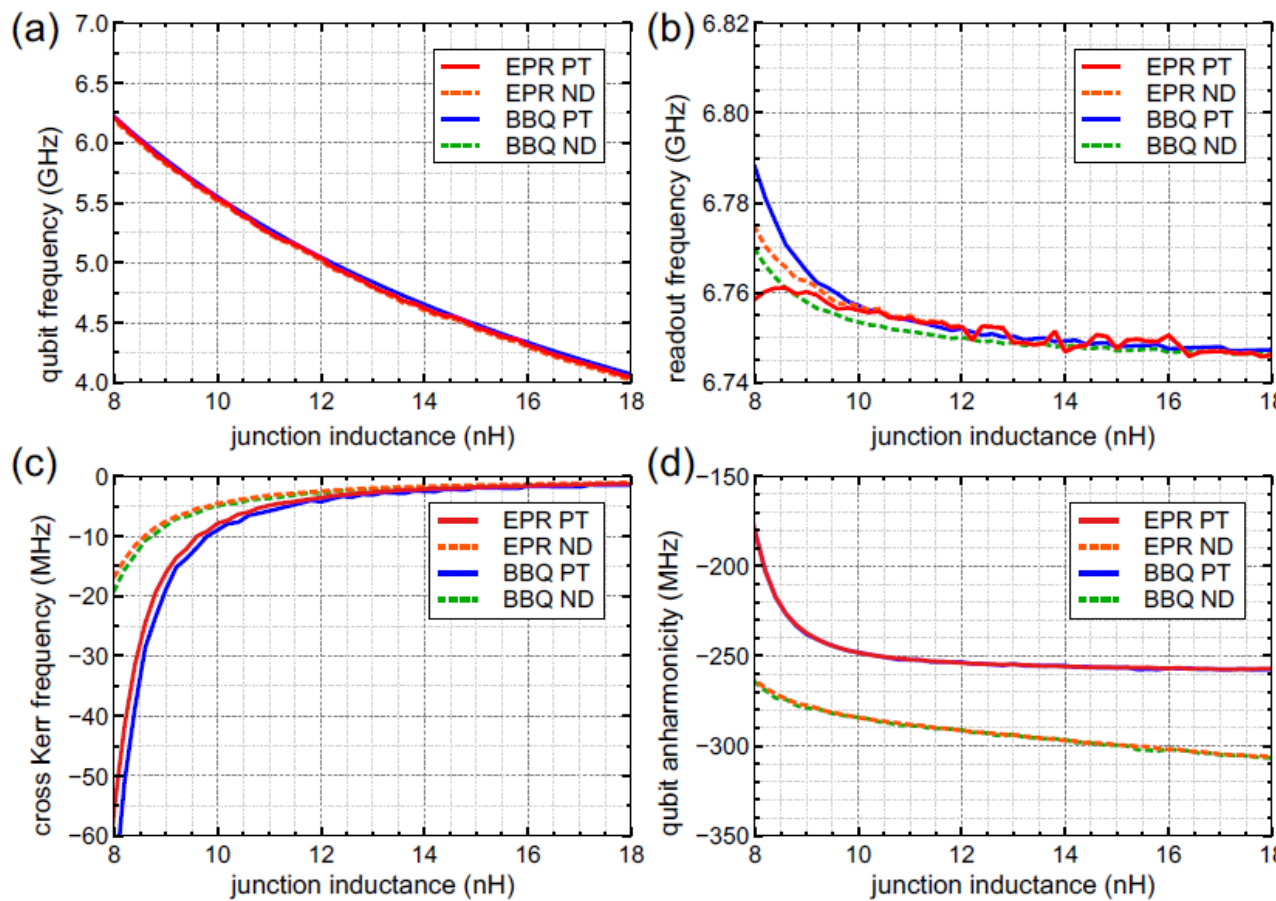 (a)
7.0
6.5
6.0
5.5
5.0
4.5
4.0
qubit frequency (GHz)
EPR PT
EPR ND
BBQ PT
BBQ ND
8 10 12 14 16 18
junction inductance (nH)
(b)
6.82
6.80
6.78
6.76
6.74
readout frequency (GHz)
EPR PT
EPR ND
BBQ PT
BBQ ND
8 10 12 14 16 18
junction inductance (nH)
(c)
0
−10
−20
−30
−40
−50
−60
cross Kerr frequency (MHz)
EPR PT
EPR ND
BBQ PT
BBQ ND
8 10 12 14 16 18
junction inductance (nH)
(d)
−150
−200
−250
−300
−350
qubit anharmonicity (MHz)
EPR PT
EPR ND
BBQ PT
BBQ ND
8 10 12 14 16 18
junction inductance (nH)